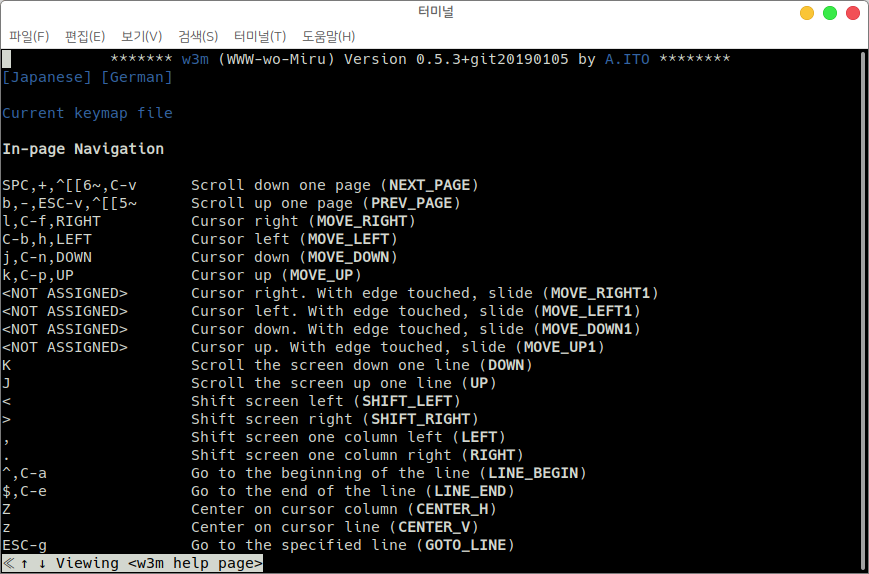 터미널
파일(F) 편집(E) 보기(V) 검색(S) 터미널(T) 도움말(H)
******* w3m (WWW-wo-Miru) Version 0.5.3+git20190105 by A.ITO ********
[Japanese] [German]
Current keymap file
In-page Navigation
SPC,+,^[[6~,C-v Scroll down one page (NEXT_PAGE)
b,-,ESC-v,^[[5~ Scroll up one page (PREV_PAGE)
l,C-f,RIGHT Cursor right (MOVE_RIGHT)
C-b,h,LEFT Cursor left (MOVE_LEFT)
j,C-n,DOWN Cursor down (MOVE_DOWN)
k,C-p,UP Cursor up (MOVE_UP)
<NOT ASSIGNED> Cursor right. With edge touched, slide (MOVE_RIGHT1)
<NOT ASSIGNED> Cursor left. With edge touched, slide (MOVE_LEFT1)
<NOT ASSIGNED> Cursor down. With edge touched, slide (MOVE_DOWN1)
<NOT ASSIGNED> Cursor up. With edge touched, slide (MOVE_UP1)
K Scroll the screen down one line (DOWN)
J Scroll the screen up one line (UP)
< Shift screen left (SHIFT_LEFT)
> Shift screen right (SHIFT_RIGHT)
, Shift screen one column left (LEFT)
. Shift screen one column right (RIGHT)
^,C-a Go to the beginning of the line (LINE_BEGIN)
$,C-e Go to the end of the line (LINE_END)
Z Center on cursor column (CENTER_H)
z Center on cursor line (CENTER_V)
ESC-g Go to the specified line (GOTO_LINE)
≪↑ ↓ Viewing <w3m help page>